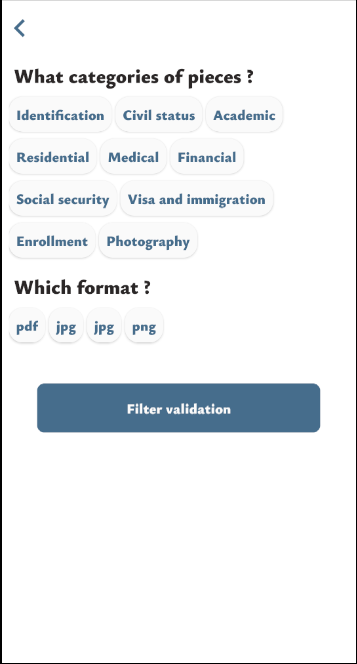 What categories of pieces ?
Identification Civil status Academic
Residential Medical Financial
Social security Visa and immigration
Enrollment Photography
Which format ?
pdf jpg jpg png
Filter validation